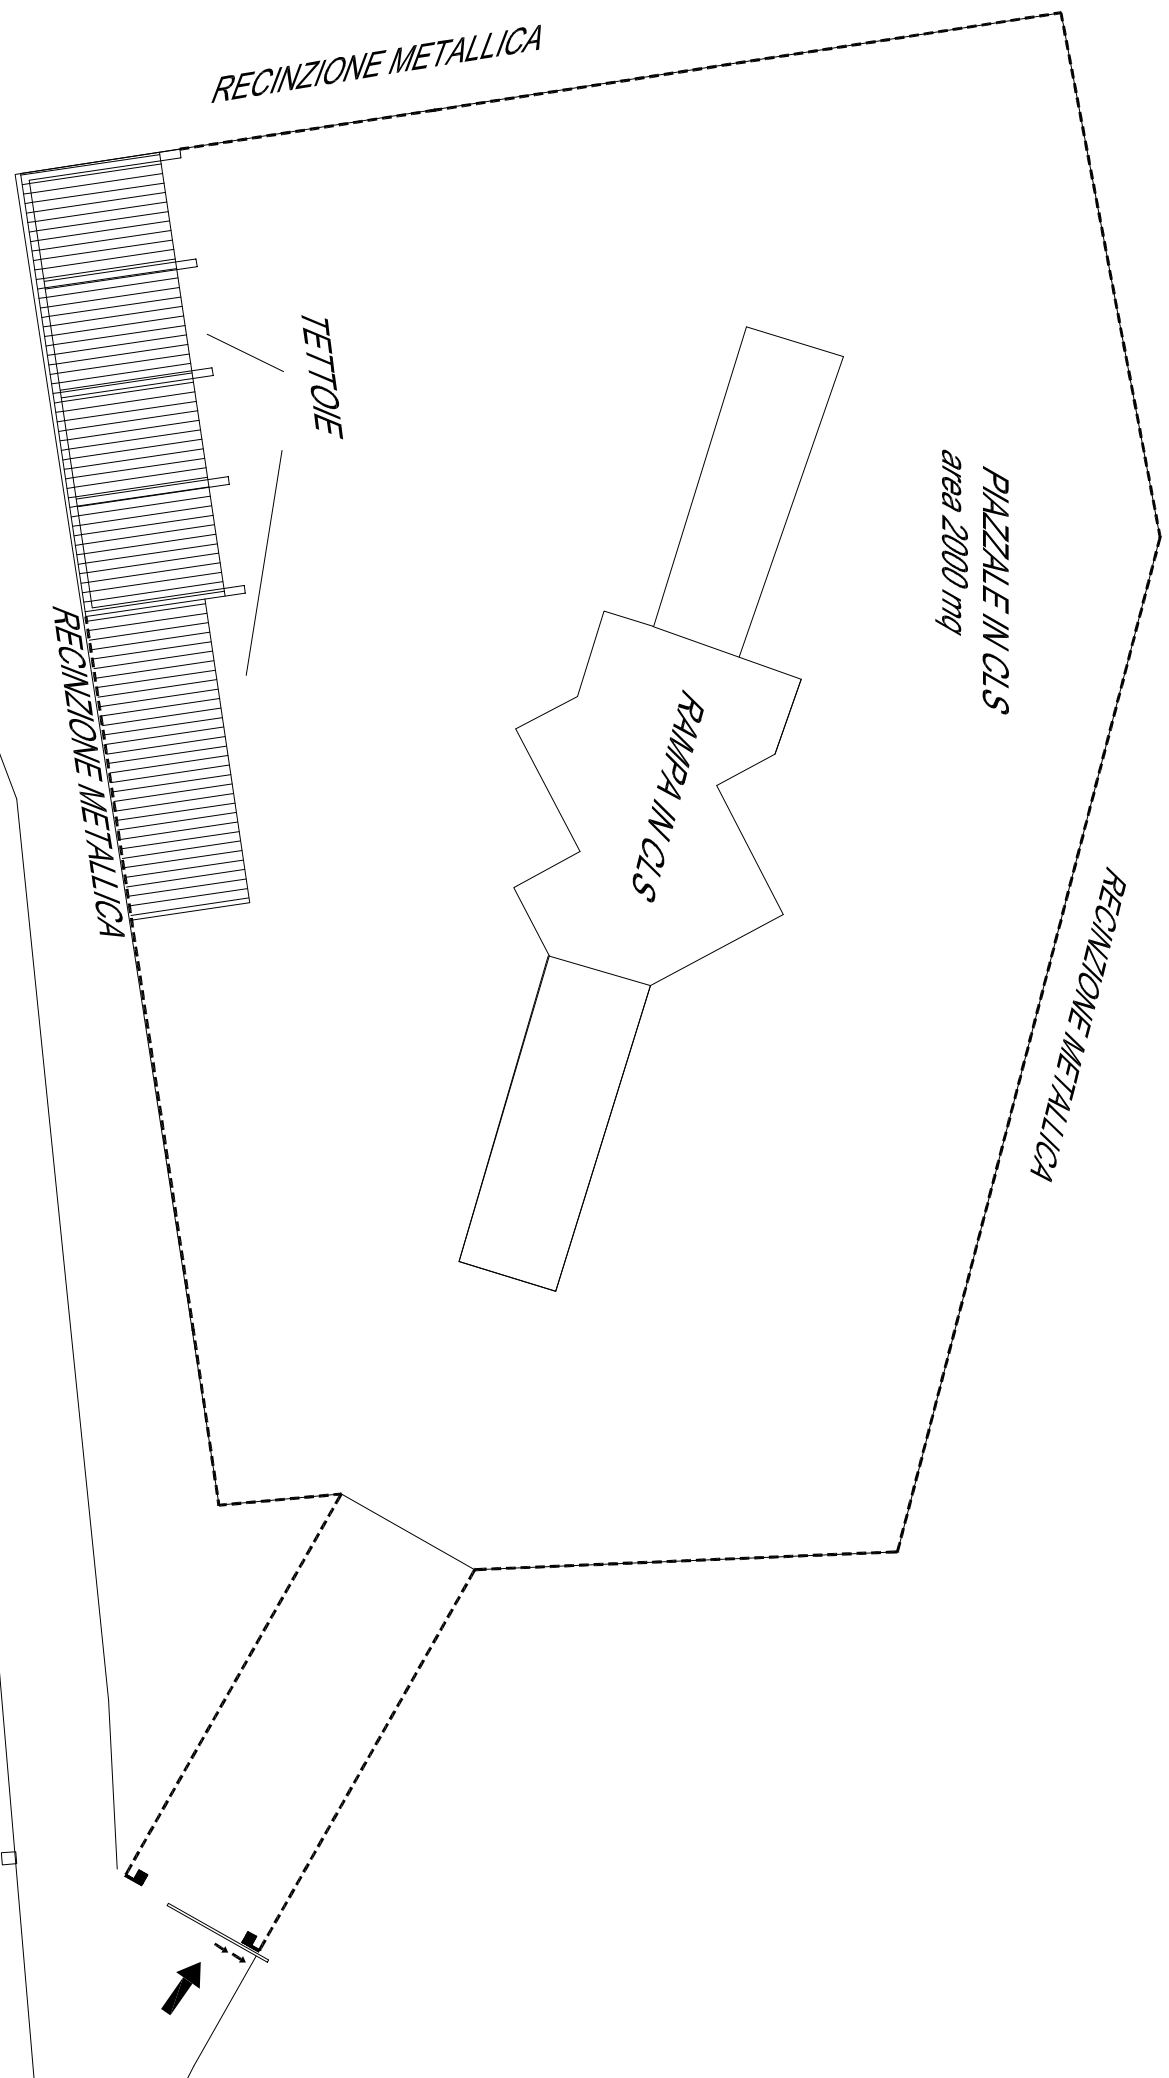 RECINZIONE METALLICA
TETTOIE
PIAZZALE IN CLS
area 2000 mq
RECINZIONE METALLICA
RAMPA IN CLS
RECINZIONE METALLICA